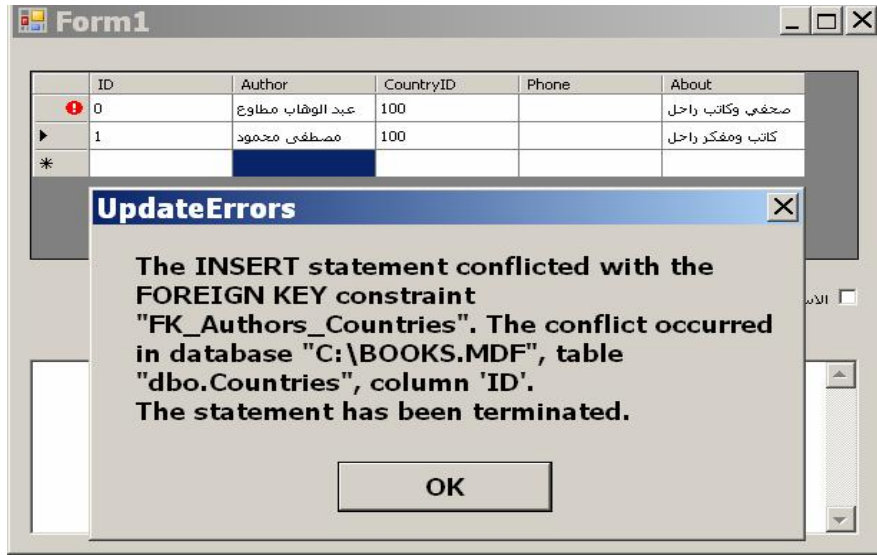 Form1
ID Author CountryID Phone About
0 عبد الوهاب مطاوع 100 صحفي وكاتب راحل
1 مصطفى محمود 100 كاتب ومفكر راحل
UpdateErrors
The INSERT statement conflicted with the
FOREIGN KEY constraint
"FK_Authors_Countries". The conflict occurred
in database "C:\BOOKS.MDF", table
"dbo.Countries", column 'ID'.
The statement has been terminated.
OK